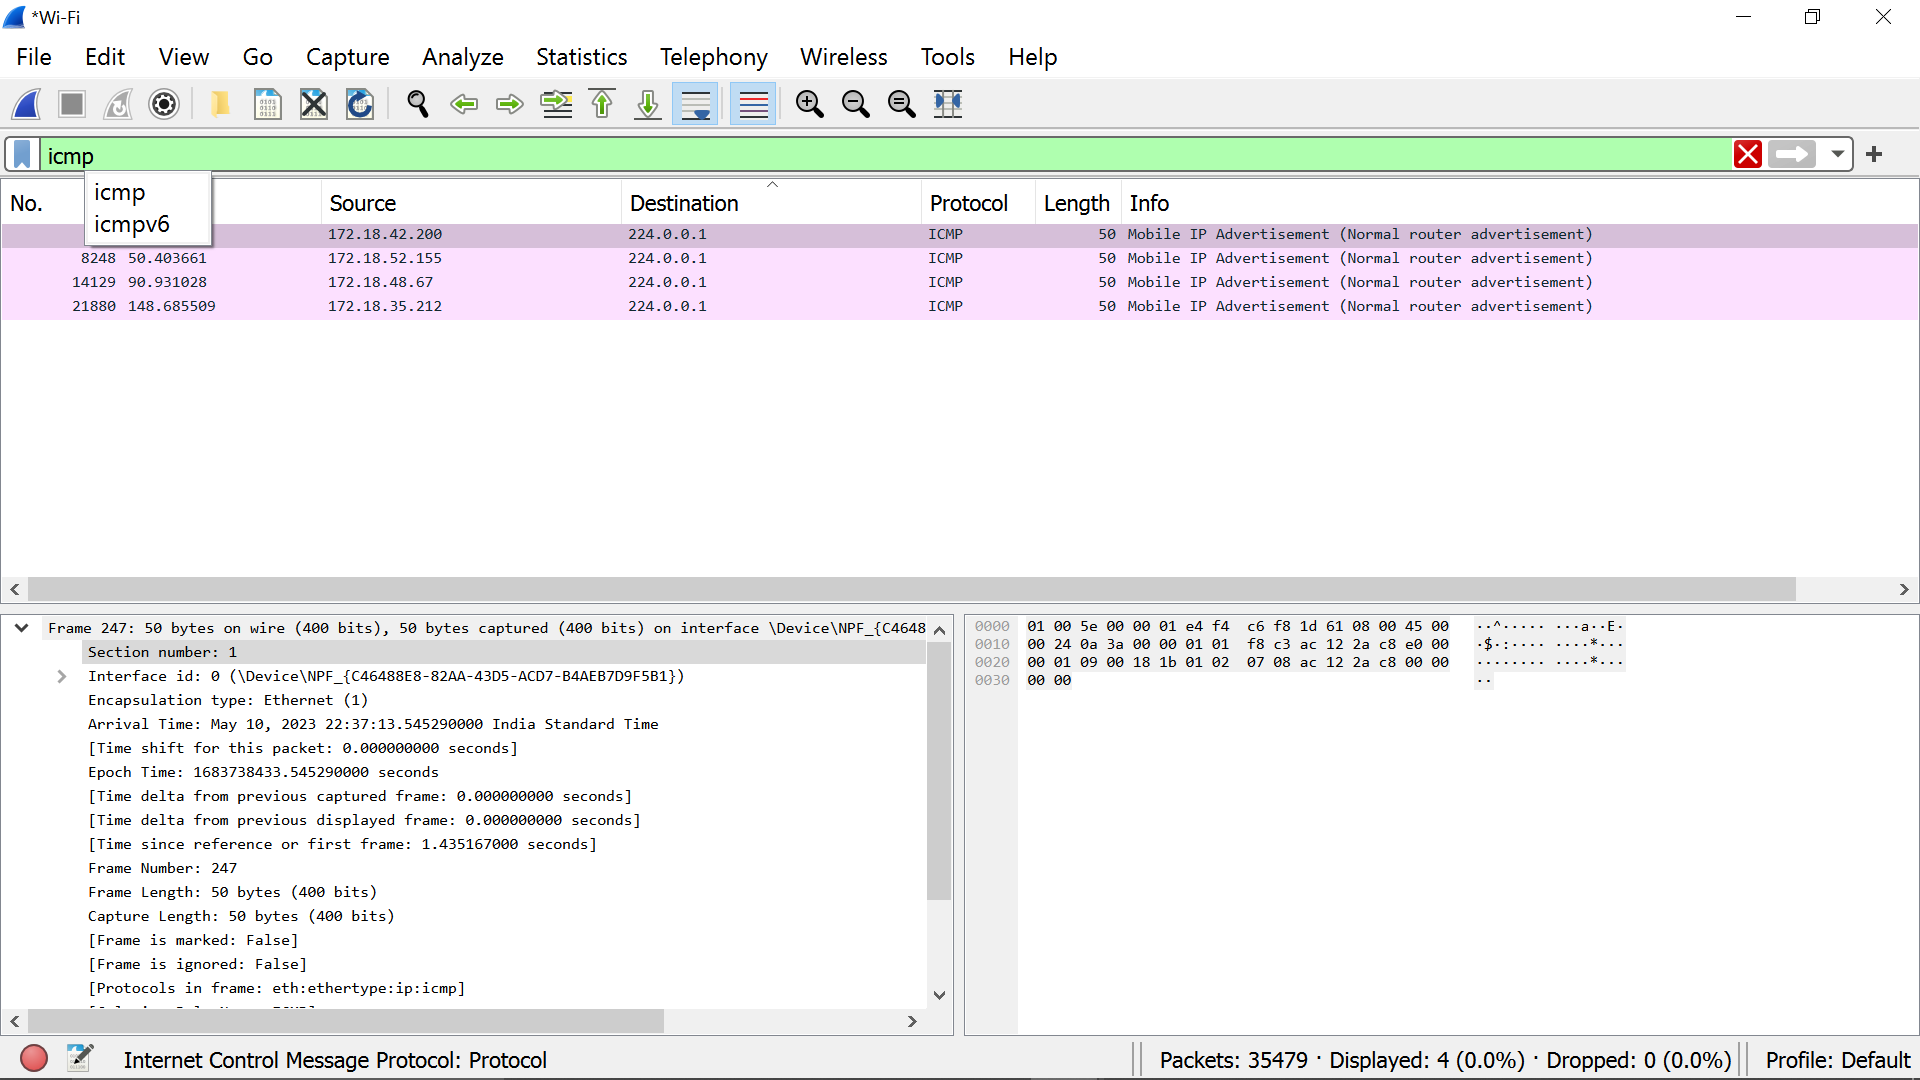 *Wi-Fi
File Edit View Go Capture Analyze Statistics Telephony Wireless Tools Help
icmp
icmp
icmpv6
No. Source Destination Protocol Length Info
172.18.42.200 224.0.0.1 ICMP 50 Mobile IP Advertisement (Normal router advertisement)
8248 50.403661 172.18.52.155 224.0.0.1 ICMP 50 Mobile IP Advertisement (Normal router advertisement)
14129 90.931028 172.18.48.67 224.0.0.1 ICMP 50 Mobile IP Advertisement (Normal router advertisement)
21880 148.685509 172.18.35.212 224.0.0.1 ICMP 50 Mobile IP Advertisement (Normal router advertisement)
Frame 247: 50 bytes on wire (400 bits), 50 bytes captured (400 bits) on interface \Device\NPF_{C4648
Section number: 1
Interface id: 0 (\Device\NPF_{C46488E8-82AA-43D5-ACD7-B4AEB7D9F5B1})
Encapsulation type: Ethernet (1)
Arrival Time: May 10, 2023 22:37:13.545290000 India Standard Time
[Time shift for this packet: 0.000000000 seconds]
Epoch Time: 1683738433.545290000 seconds
[Time delta from previous captured frame: 0.000000000 seconds]
[Time delta from previous displayed frame: 0.000000000 seconds]
[Time since reference or first frame: 1.435167000 seconds]
Frame Number: 247
Frame Length: 50 bytes (400 bits)
Capture Length: 50 bytes (400 bits)
[Frame is marked: False]
[Frame is ignored: False]
[Protocols in frame: eth:ethertype:ip:icmp]
0000 01 00 5e 00 00 01 e4 f4 c6 f8 1d 61 08 00 45 00 ··^····· ···a··E·
0010 00 24 0a 3a 00 00 01 01 f8 c3 ac 12 2a c8 e0 00 ·$·:···· ····*···
0020 00 01 09 00 18 1b 01 02 07 08 ac 12 2a c8 00 00 ········ ····*···
0030 00 00 ··
Internet Control Message Protocol: Protocol
Packets: 35479 · Displayed: 4 (0.0%) · Dropped: 0 (0.0%)
Profile: Default